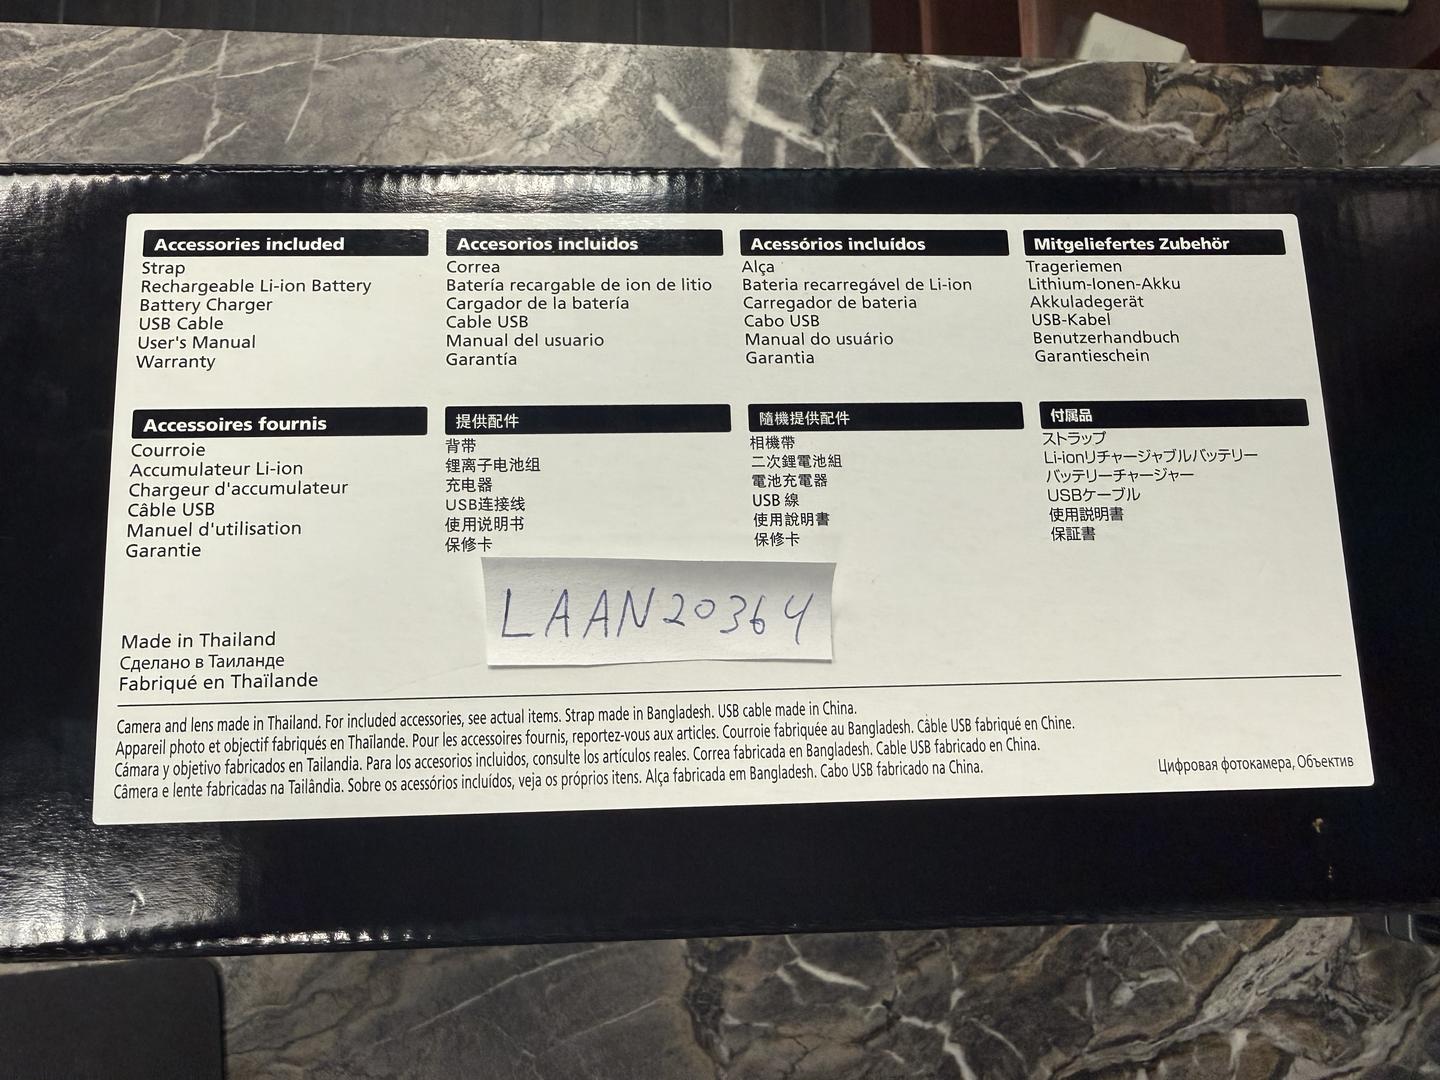 Accessories included
Strap
Rechargeable Li-ion Battery
Battery Charger
USB Cable
User's Manual
Warranty
Accesorios incluidos
Correa
Batería recargable de ion de litio
Cargador de la batería
Cable USB
Manual del usuario
Garantía
Acessórios incluídos
Alça
Bateria recarregável de Li-ion
Carregador de bateria
Cabo USB
Manual do usuário
Garantia
Mitgeliefertes Zubehör
Trageriemen
Lithium-Ionen-Akku
Akkuladegerät
USB-Kabel
Benutzerhandbuch
Garantieschein
Accessoires fournis
Courroie
Accumulateur Li-ion
Chargeur d'accumulateur
Câble USB
Manuel d'utilisation
Garantie
提供配件
背带
锂离子电池组
充电器
USB连接线
使用说明书
保修卡
隨機提供配件
相機帶
二次鋰電池組
電池充電器
USB 線
使用說明書
保修卡
付属品
ストラップ
Li-ionリチャージャブルバッテリー
バッテリーチャージャー
USBケーブル
使用説明書
保証書
LAAN20364
Made in Thailand
Сделано в Таиланде
Fabriqué en Thaïlande
Camera and lens made in Thailand. For included accessories, see actual items. Strap made in Bangladesh. USB cable made in China.
Appareil photo et objectif fabriqués en Thaïlande. Pour les accessoires fournis, reportez-vous aux articles. Courroie fabriquée au Bangladesh. Câble USB fabriqué en Chine.
Cámara y objetivo fabricados en Tailandia. Para los accesorios incluidos, consulte los artículos reales. Correa fabricada en Bangladesh. Cable USB fabricado en China.
Câmera e lente fabricadas na Tailândia. Sobre os acessórios incluídos, veja os próprios itens. Alça fabricada em Bangladesh. Cabo USB fabricado na China.
Цифровая фотокамера, Объектив